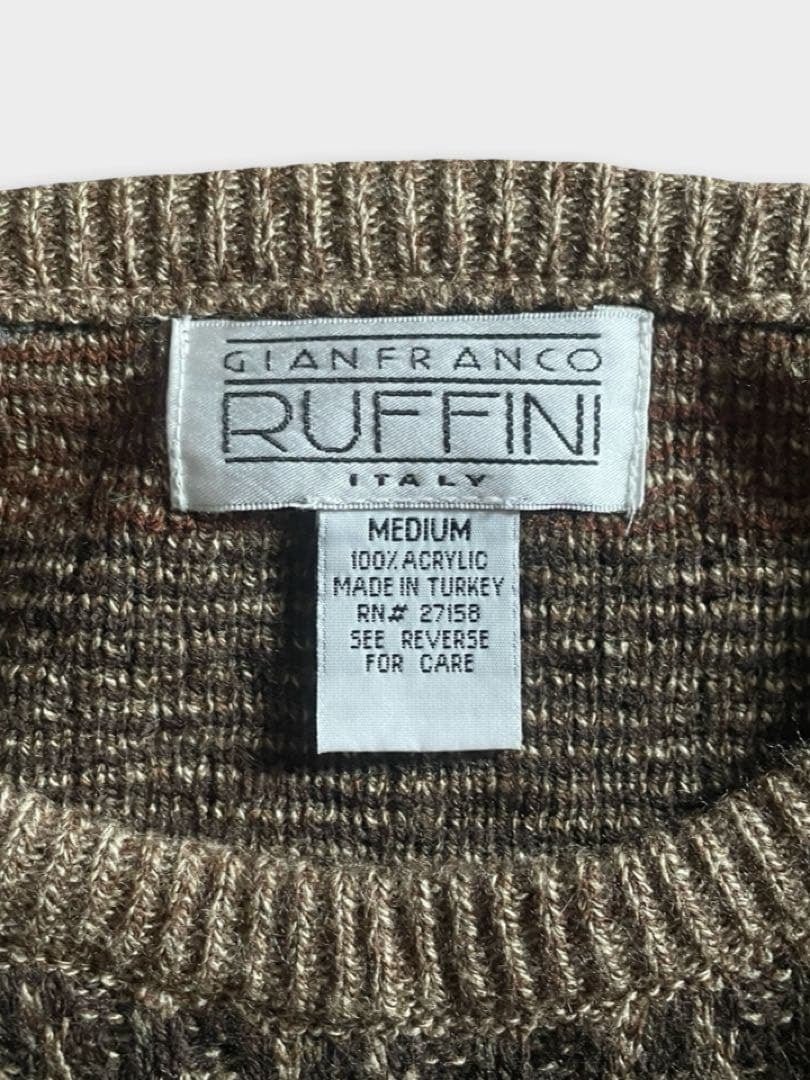 GIANFRANCO
RUFFINI
ITALY
MEDIUM
100% ACRYLIC
MADE IN TURKEY
RN# 27158
SEE REVERSE
FOR CARE